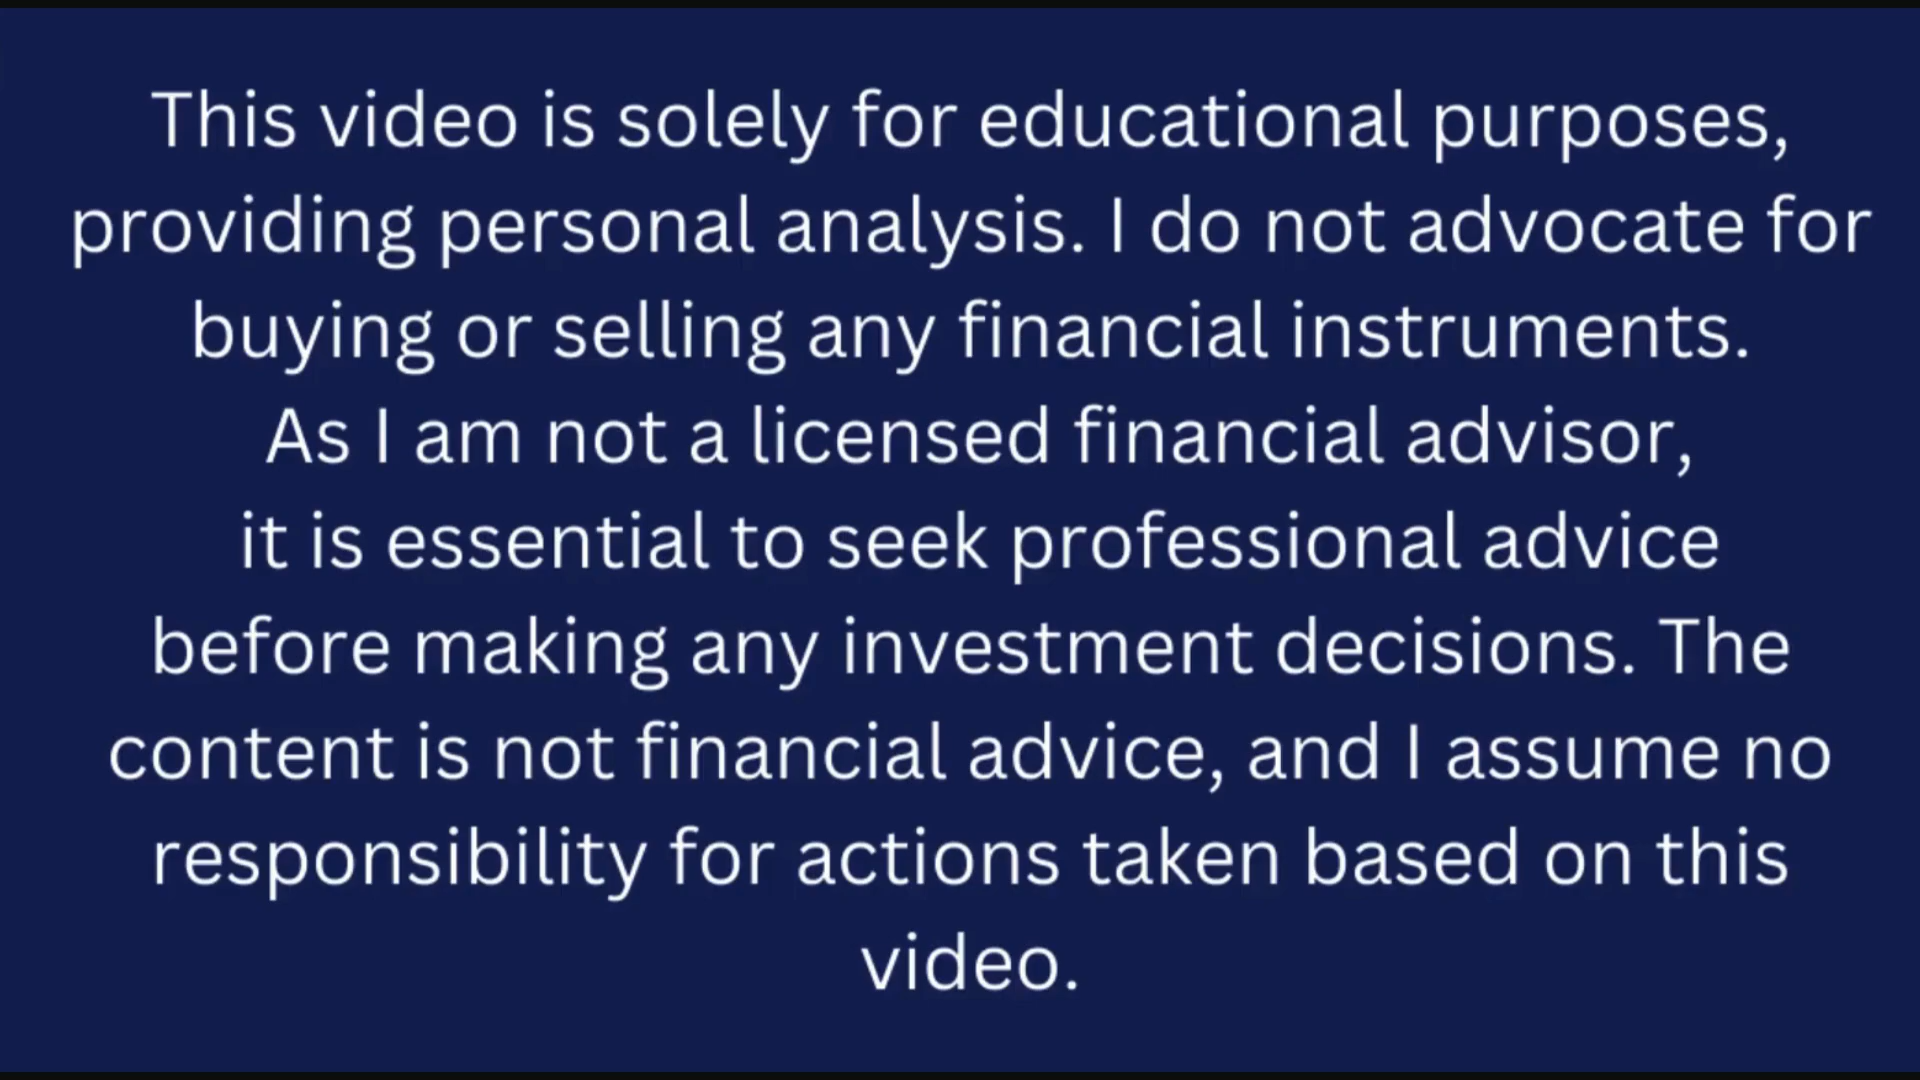 This video is solely for educational purposes,
providing personal analysis. I do not advocate for
buying or selling any financial instruments.
As I am not a licensed financial advisor,
it is essential to seek professional advice
before making any investment decisions. The
content is not financial advice, and I assume no
responsibility for actions taken based on this
video.